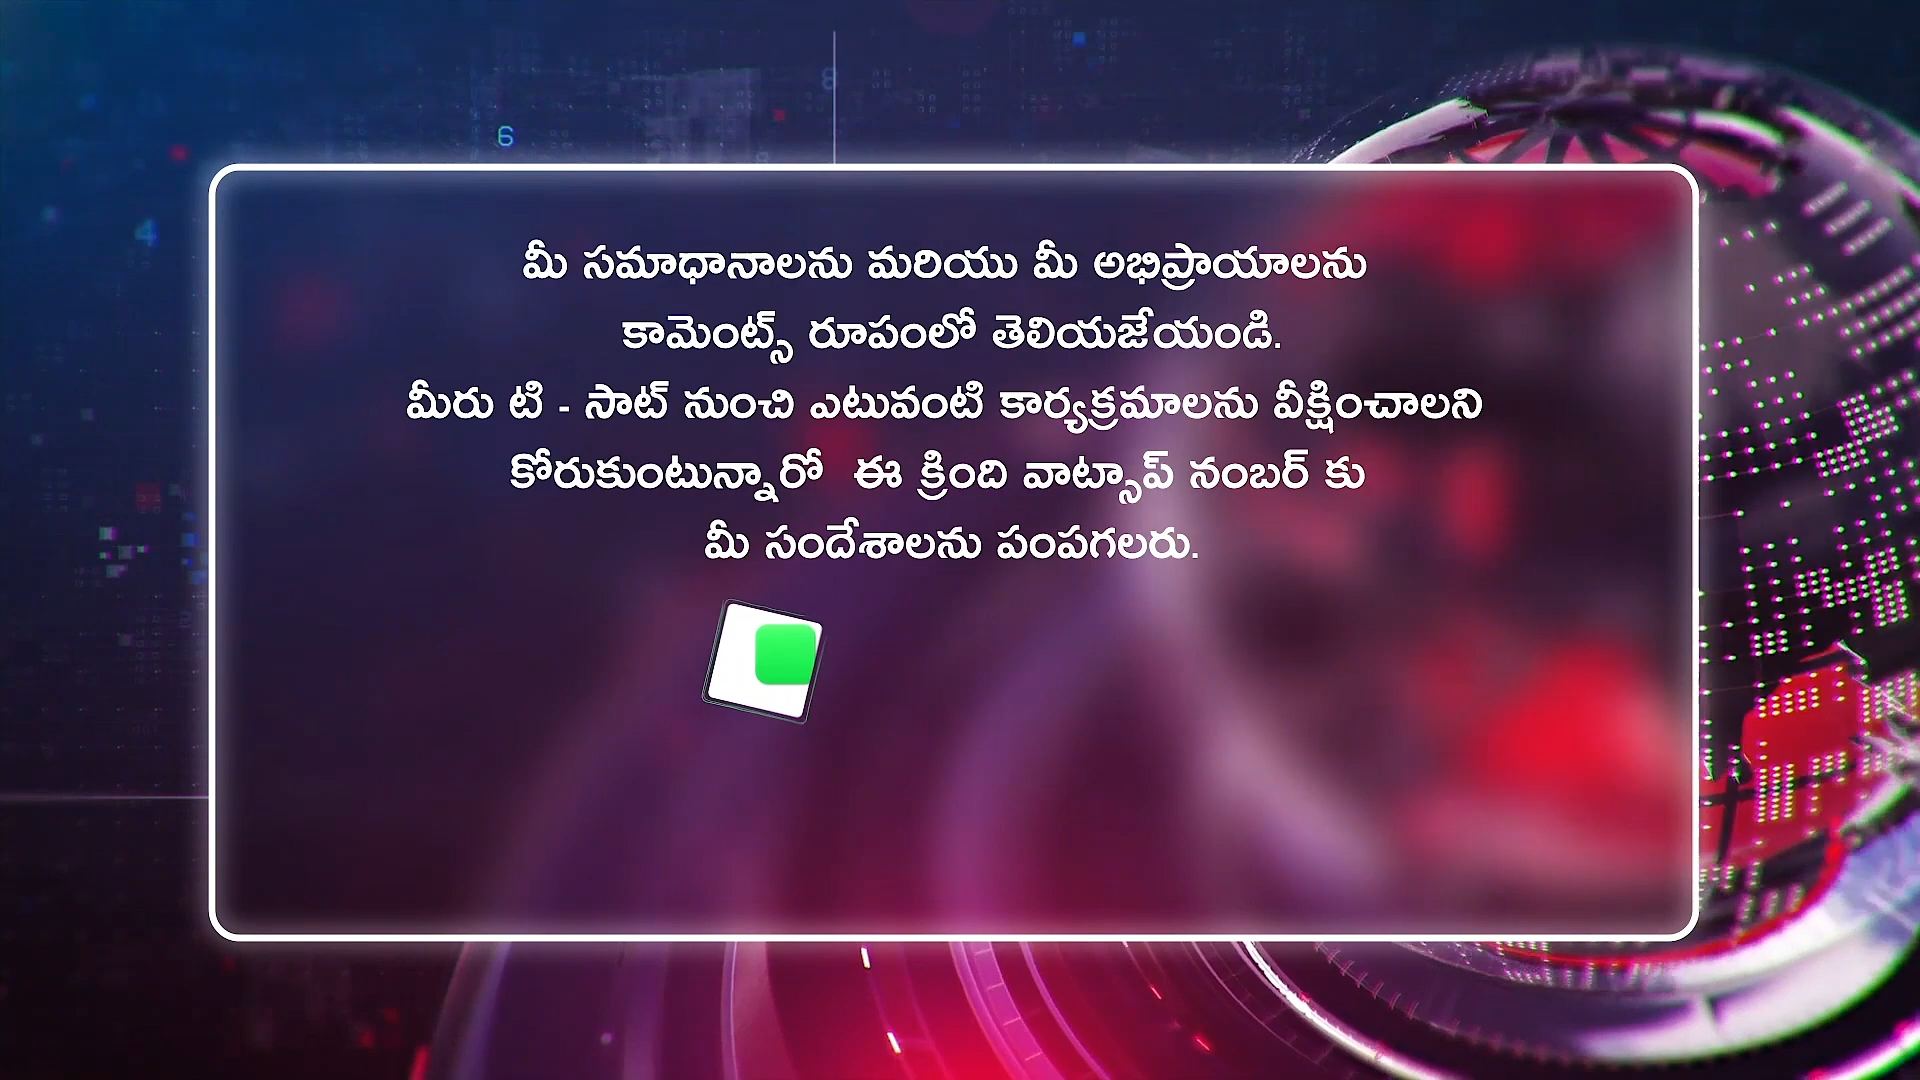 మీ సమాధానాలను మరియు మీ అభిప్రాయాలను
కామెంట్స్ రూపంలో తెలియజేయండి.
మీరు టి - సాట్ నుంచి ఎటువంటి కార్యక్రమాలను వీక్షించాలని
కోరుకుంటున్నారో ఈ క్రింది వాట్సాప్ నంబర్ కు
మీ సందేశాలను పంపగలరు.